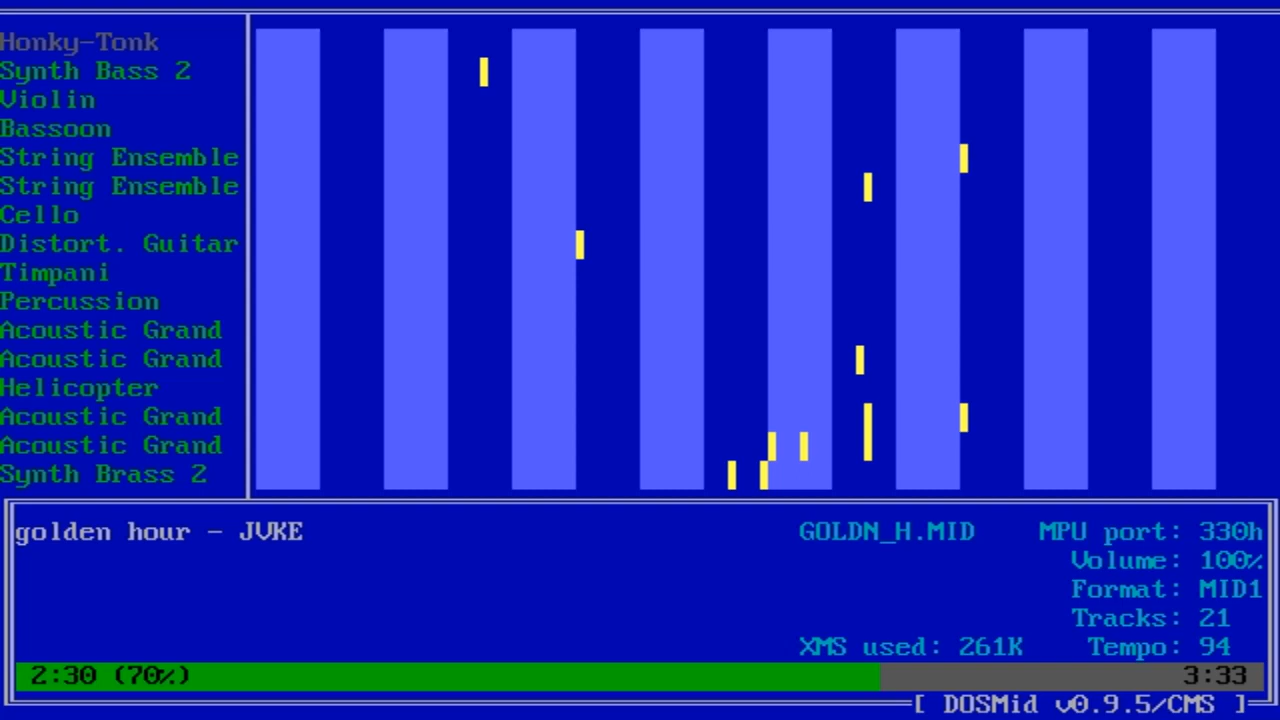 Honky-Tonk
Synth Bass 2
Violin
Bassoon
String Ensemble
String Ensemble
Cello
Distort. Guitar
Timpani
Percussion
Acoustic Grand
Acoustic Grand
Helicopter
Acoustic Grand
Acoustic Grand
Synth Brass 2
golden hour - JVKE GOLDN_H.MID MPU port: 330h
Volume: 100%
Format: MID1
Tracks: 21
XMS used: 261K Tempo: 94
2:30 (70%) 3:33
[ DOSMid v0.9.5/CMS ]